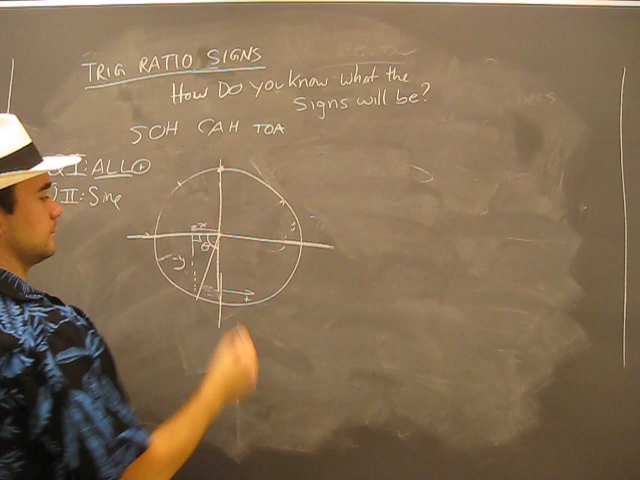 TRIG RATIO SIGNS
How Do you know what the
signs will be?
SOH CAH TOA
I: ALL +
II: Sine
-x
θ
-y